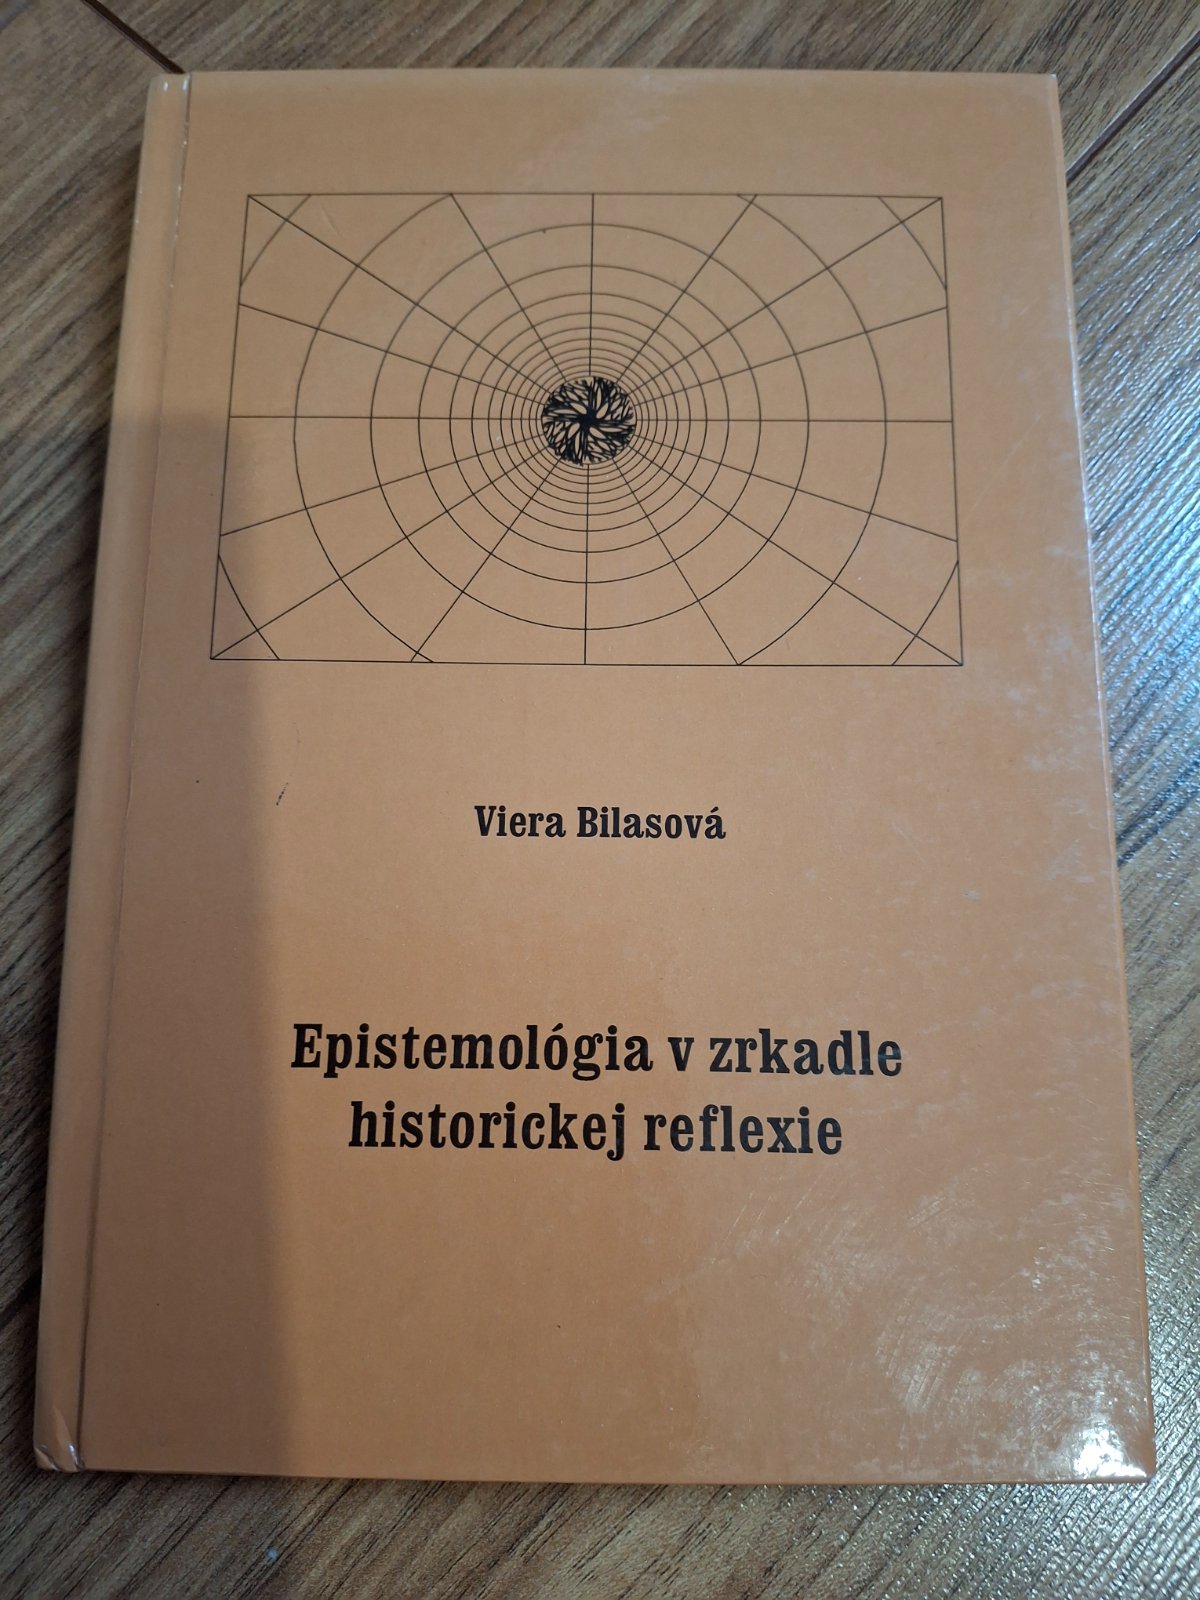 Viera Bilasová
Epistemológia v zrkadle
historickej reflexie